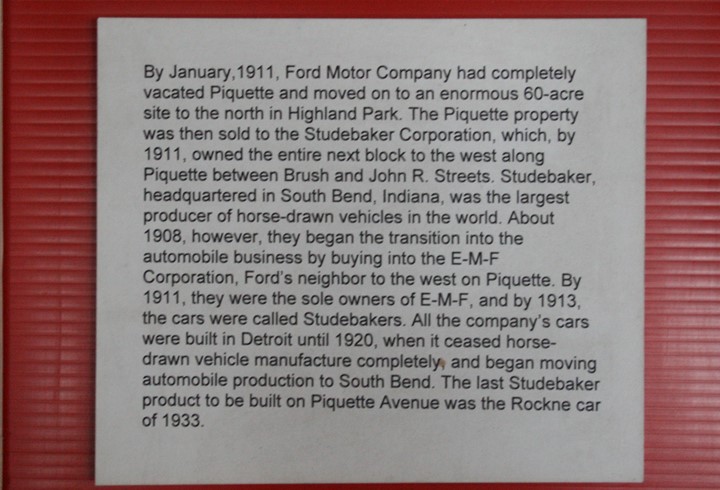 By January,1911, Ford Motor Company had completely
vacated Piquette and moved on to an enormous 60-acre
site to the north in Highland Park. The Piquette property
was then sold to the Studebaker Corporation, which, by
1911, owned the entire next block to the west along
Piquette between Brush and John R. Streets. Studebaker,
headquartered in South Bend, Indiana, was the largest
producer of horse-drawn vehicles in the world. About
1908, however, they began the transition into the
automobile business by buying into the E-M-F
Corporation, Ford's neighbor to the west on Piquette. By
1911, they were the sole owners of E-M-F, and by 1913,
the cars were called Studebakers. All the company's cars
were built in Detroit until 1920, when it ceased horse-
drawn vehicle manufacture completely, and began moving
automobile production to South Bend. The last Studebaker
product to be built on Piquette Avenue was the Rockne car
of 1933.